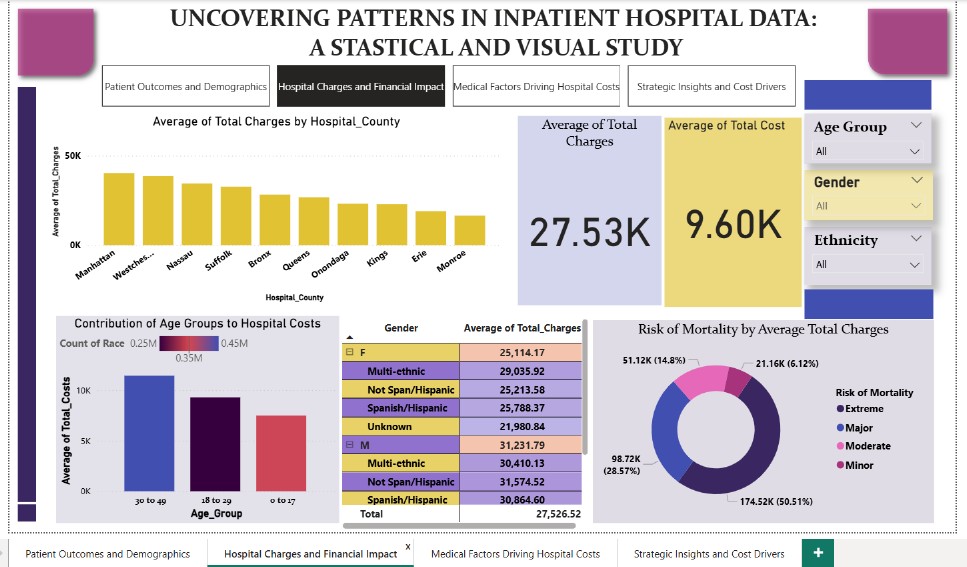 UNCOVERING PATTERNS IN INPATIENT HOSPITAL DATA:
A STASTICAL AND VISUAL STUDY
Patient Outcomes and Demographics
Hospital Charges and Financial Impact
Medical Factors Driving Hospital Costs
Strategic Insights and Cost Drivers
Average of Total Charges by Hospital_County
Average of Total_Charges
50K
0K
Manhattan
Westches...
Nassau
Suffolk
Bronx
Queens
Onondaga
Kings
Erie
Monroe
Hospital_County
Average of Total
Charges
27.53K
Average of Total Cost
9.60K
Age Group
All
Gender
All
Ethnicity
All
Contribution of Age Groups to Hospital Costs
Count of Race 0.25M 0.45M
0.35M
Average of Total_Costs
10K
5K
0K
30 to 49
18 to 29
0 to 17
Age_Group
Gender Average of Total_Charges
F 25,114.17
Multi-ethnic 29,035.92
Not Span/Hispanic 25,213.58
Spanish/Hispanic 25,788.37
Unknown 21,980.84
M 31,231.79
Multi-ethnic 30,410.13
Not Span/Hispanic 31,574.52
Spanish/Hispanic 30,864.60
Total 27,526.52
Risk of Mortality by Average Total Charges
51.12K (14.8%)
21.16K (6.12%)
98.72K
(28.57%)
174.52K (50.51%)
Risk of Mortality
Extreme
Major
Moderate
Minor
Patient Outcomes and Demographics
Hospital Charges and Financial Impact x
Medical Factors Driving Hospital Costs
Strategic Insights and Cost Drivers
+